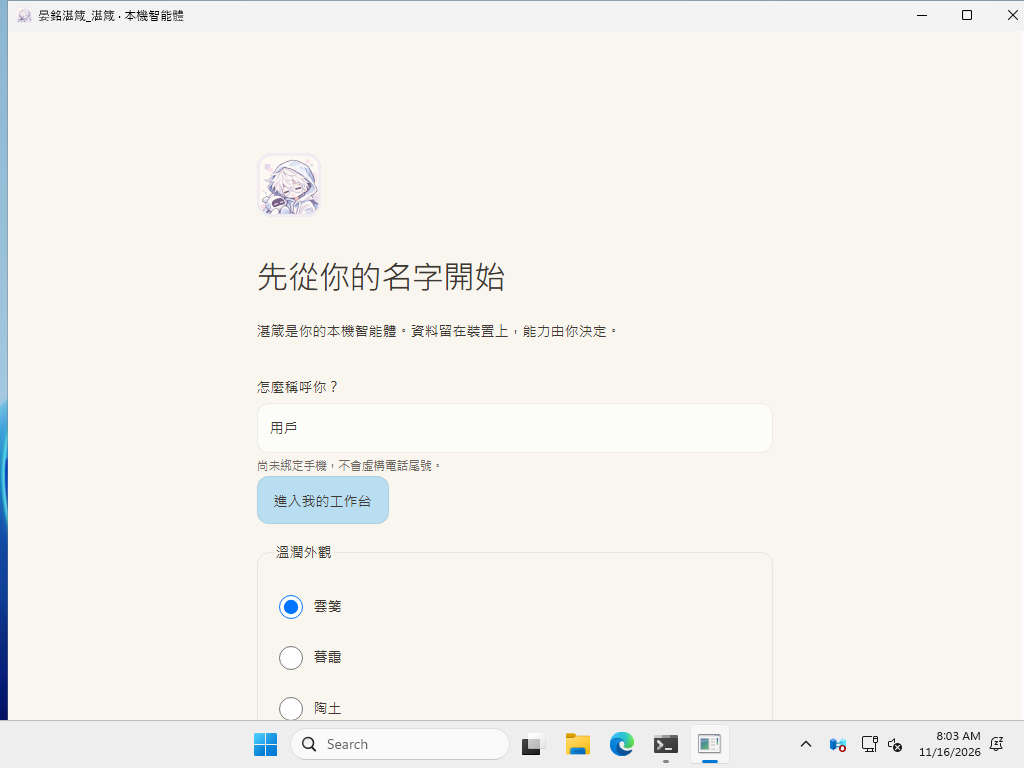 晏銘湛箴_湛箴 · 本機智能體
先從你的名字開始
湛箴是你的本機智能體。資料留在裝置上，能力由你決定。
怎麼稱呼你？
用戶
尚未綁定手機，不會虛構電話尾號。
進入我的工作台
溫潤外觀
雲箋
暮靄
陶土
Search
8:03 AM
11/16/2026